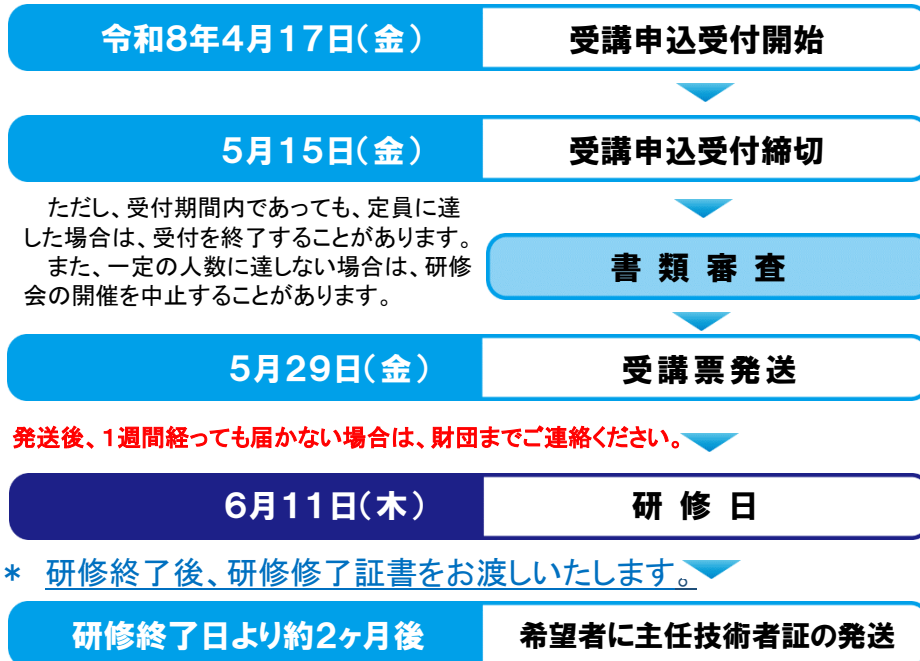 令和8年4月17日(金) 受講申込受付開始
5月15日(金) 受講申込受付締切
ただし、受付期間内であっても、定員に達
した場合は、受付を終了することがあります。
また、一定の人数に達しない場合は、研修
会の開催を中止することがあります。
書類審査
5月29日(金) 受講票発送
発送後、1週間経っても届かない場合は、財団までご連絡ください。
6月11日(木) 研修日
* 研修終了後、研修修了証書をお渡しいたします。
研修終了日より約2ヶ月後 希望者に主任技術者証の発送